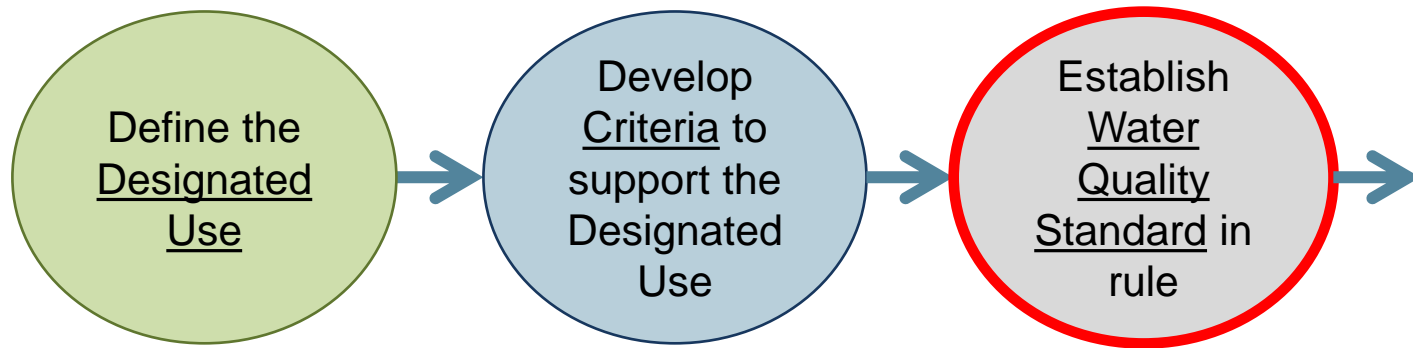 Define the
Designated
Use
Develop
Criteria to
support the
Designated
Use
Establish
Water
Quality
Standard in
rule